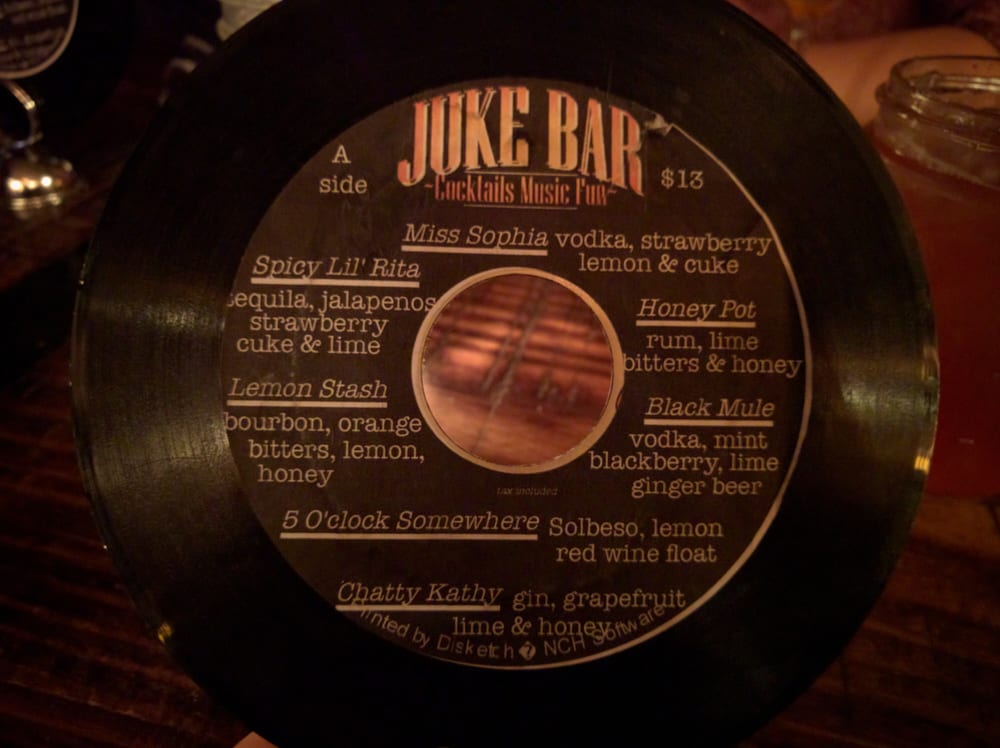 A
side
JUKE BAR
~Cocktails Music Fun~
$13
Miss Sophia vodka, strawberry
lemon & cuke
Spicy Lil' Rita
tequila, jalapenos
strawberry
cuke & lime
Honey Pot
rum, lime
bitters & honey
Lemon Stash
bourbon, orange
bitters, lemon,
honey
Black Mule
vodka, mint
blackberry, lime
ginger beer
tax included
5 O'clock Somewhere Solbeso, lemon
red wine float
Chatty Kathy gin, grapefruit
lime & honey
Printed by Disketch � NCH Software